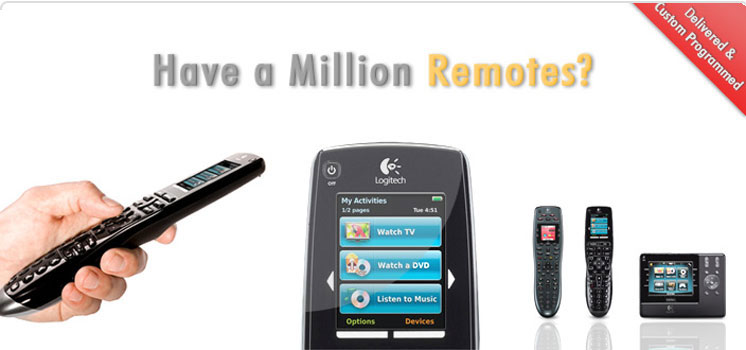 Delivered &
Custom Programmed
Have a Million Remotes?
Logitech
Off
My Activities
1/2 pages Tue 4:51
Watch TV
Watch a DVD
Listen to Music
Options Devices